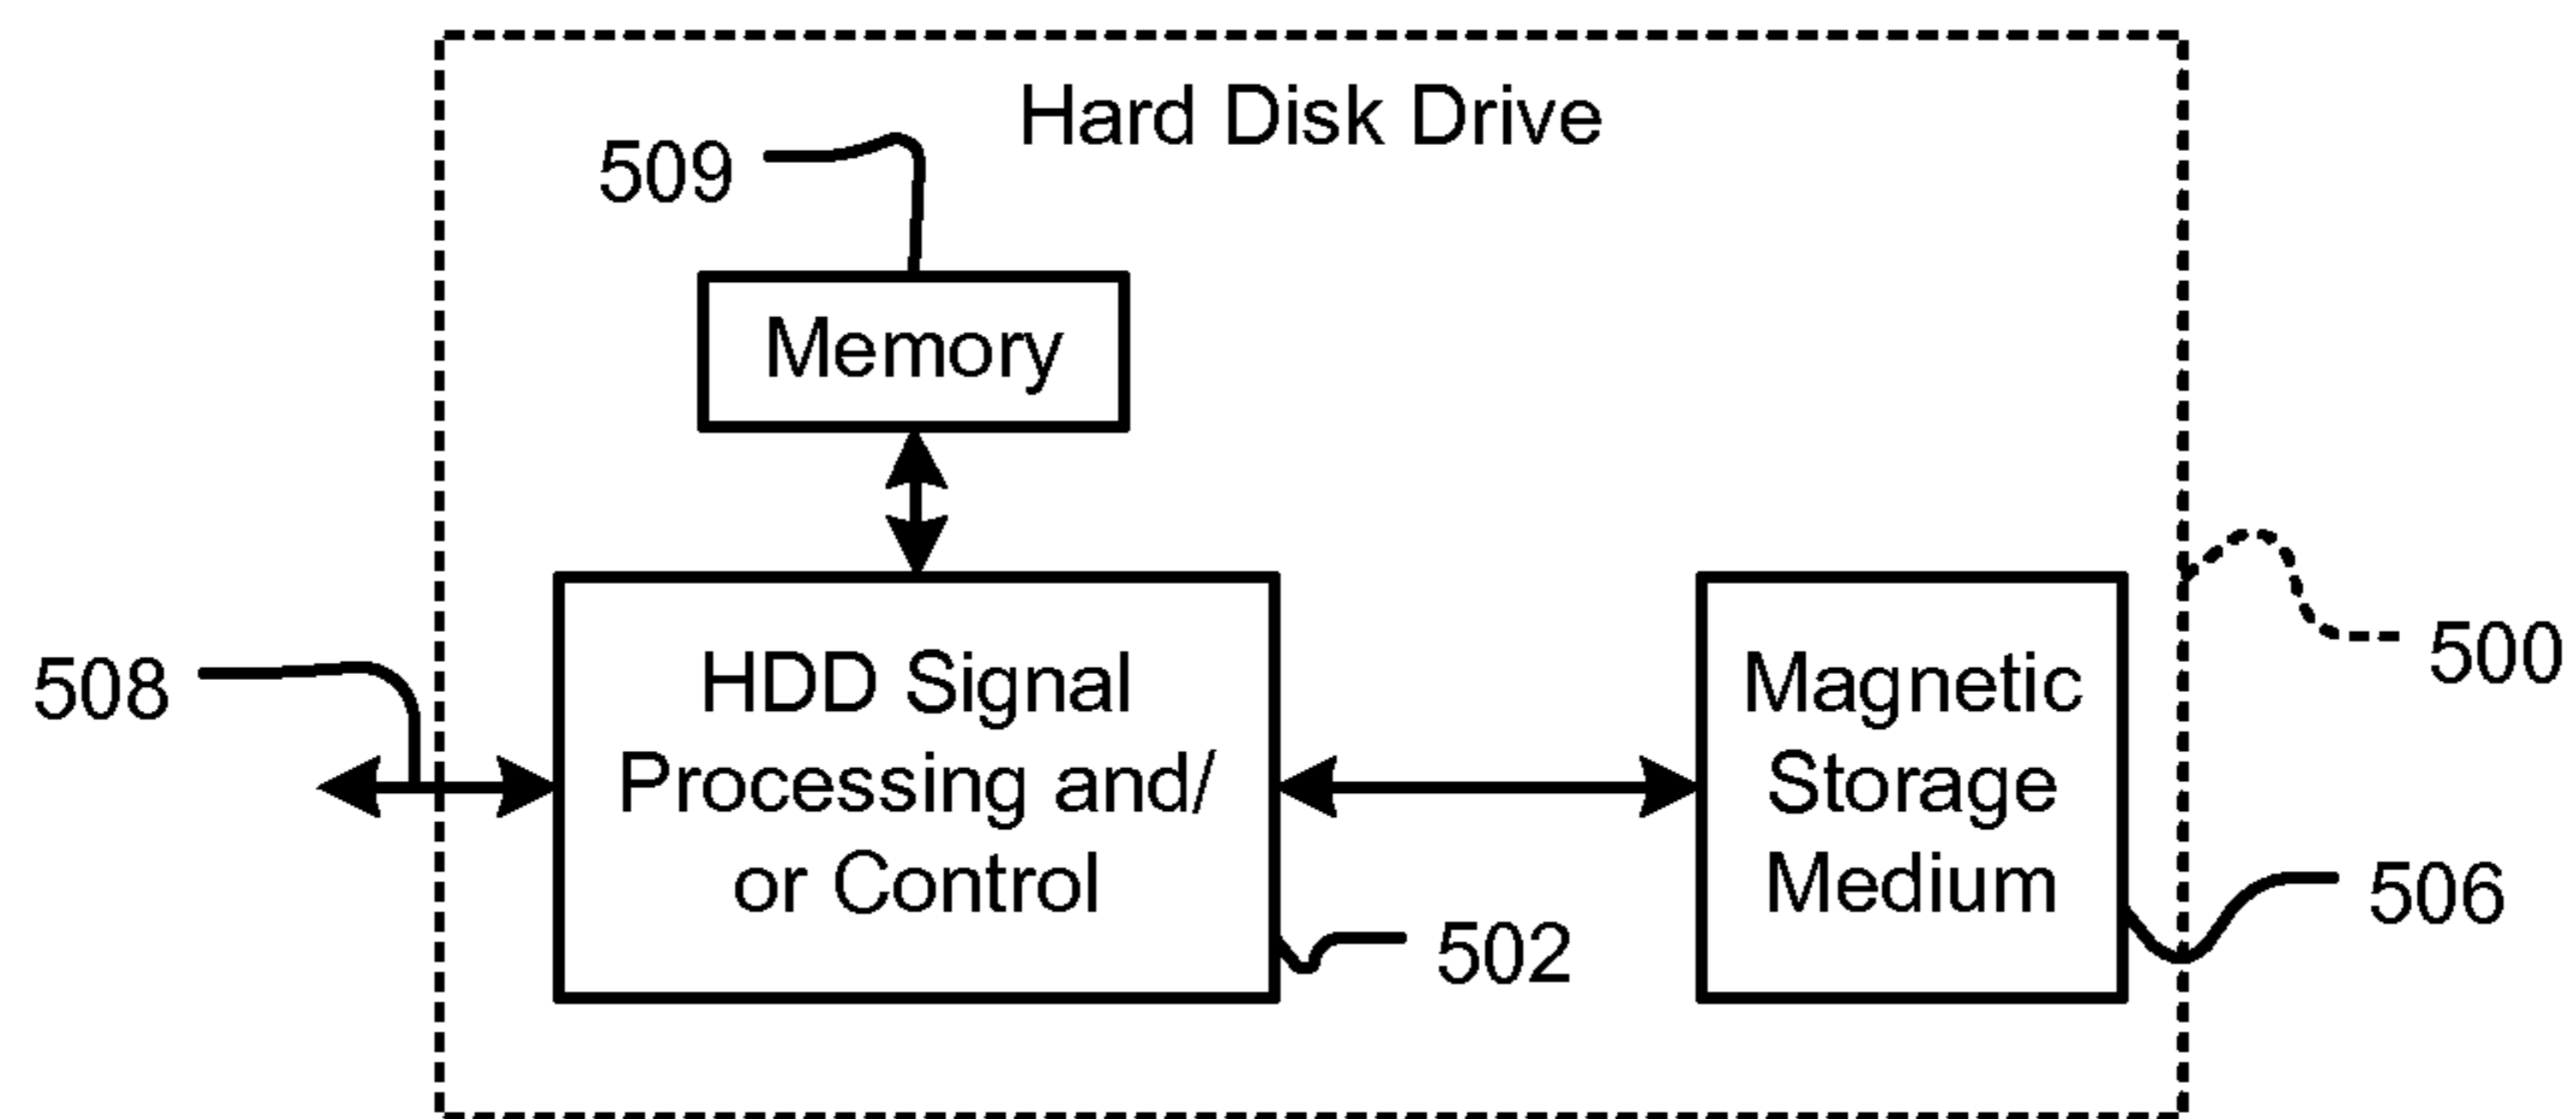 Hard Disk Drive
509
Memory
508
HDD Signal
Processing and/
or Control
502
Magnetic
Storage
Medium
500
506